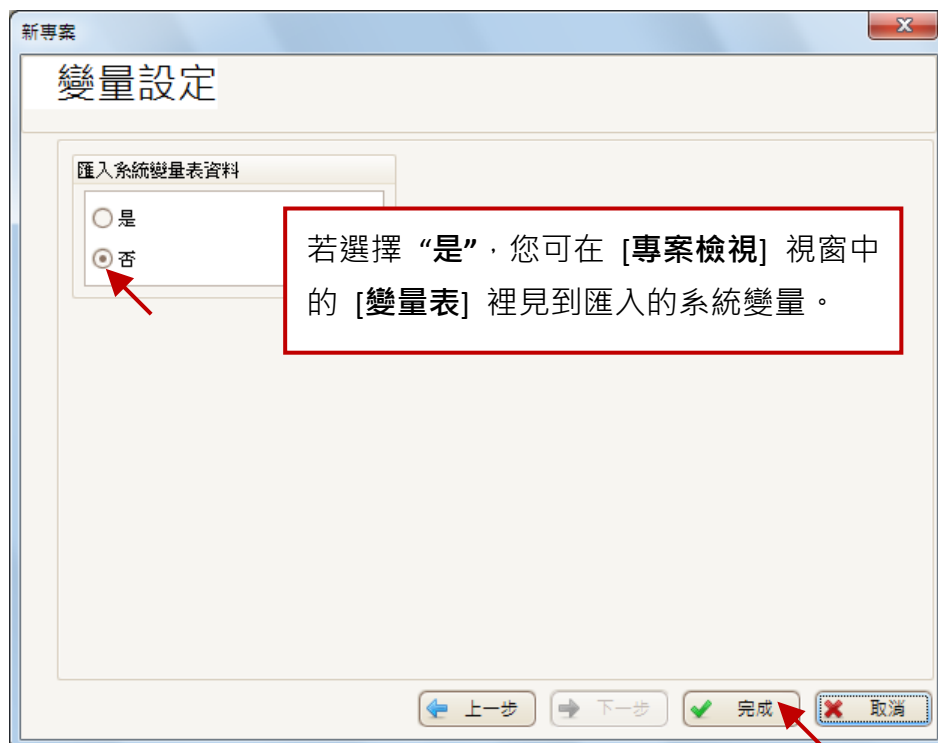 新專案
變量設定
匯入系統變量表資料
是
否
若選擇 “是”，您可在 [專案檢視] 視窗中
的 [變量表] 裡見到匯入的系統變量。
上一步 下一步 完成 取消